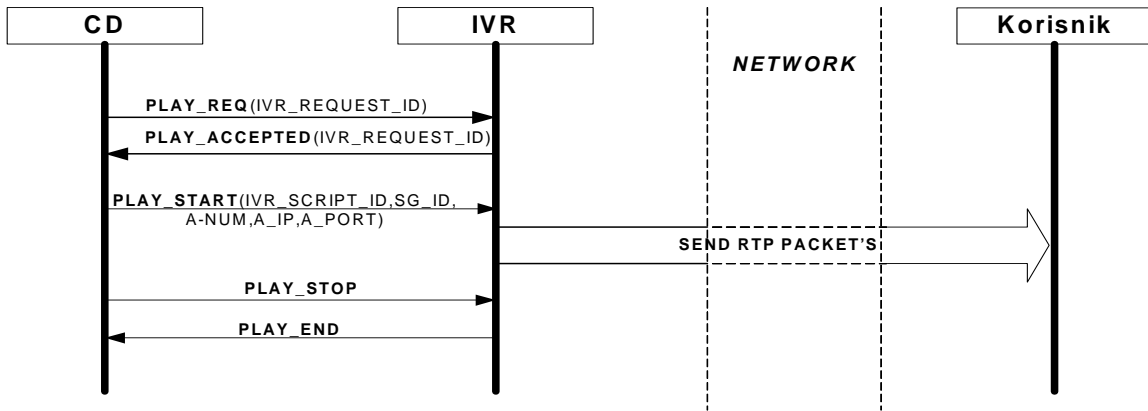 CD
IVR
Korisnik
NETWORK
PLAY_REQ(IVR_REQUEST_ID)
PLAY_ACCEPTED(IVR_REQUEST_ID)
PLAY_START(IVR_SCRIPT_ID,SG_ID,
A-NUM,A_IP,A_PORT)
SEND RTP PACKET'S
PLAY_STOP
PLAY_END